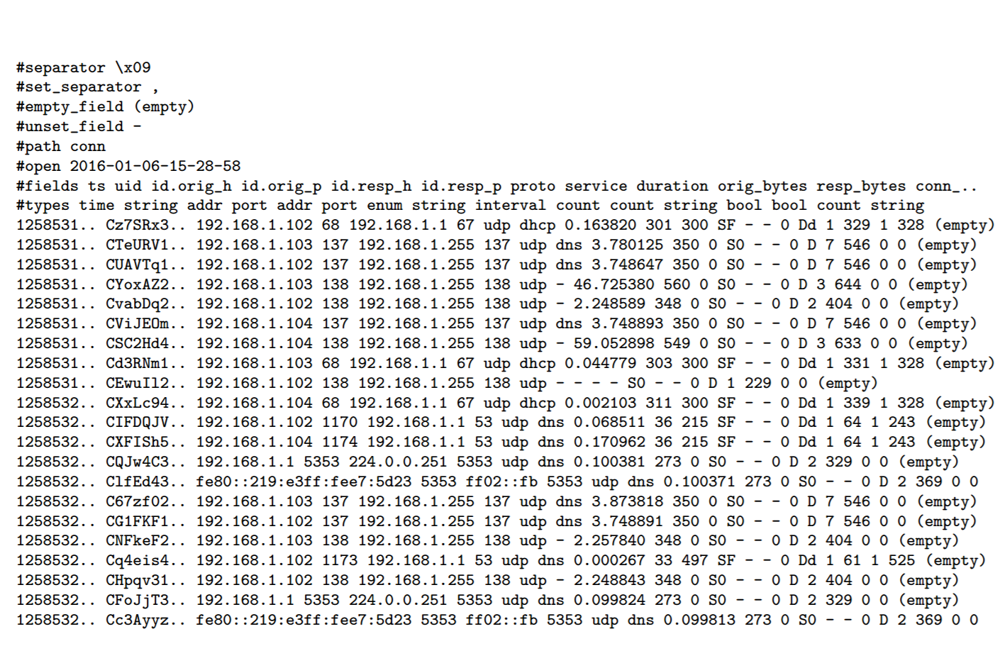 #separator \x09
#set_separator ,
#empty_field (empty)
#unset_field -
#path conn
#open 2016-01-06-15-28-58
#fields ts uid id.orig_h id.orig_p id.resp_h id.resp_p proto service duration orig_bytes resp_bytes conn_..
#types time string addr port addr port enum string interval count count string bool bool count string
1258531.. Cz7SRx3.. 192.168.1.102 68 192.168.1.1 67 udp dhcp 0.163820 301 300 SF - - 0 Dd 1 329 1 328 (empty)
1258531.. CTeURV1.. 192.168.1.103 137 192.168.1.255 137 udp dns 3.780125 350 0 S0 - - 0 D 7 546 0 0 (empty)
1258531.. CUAVTq1.. 192.168.1.102 137 192.168.1.255 137 udp dns 3.748647 350 0 S0 - - 0 D 7 546 0 0 (empty)
1258531.. CYoxAZ2.. 192.168.1.103 138 192.168.1.255 138 udp - 46.725380 560 0 S0 - - 0 D 3 644 0 0 (empty)
1258531.. CvabDq2.. 192.168.1.102 138 192.168.1.255 138 udp - 2.248589 348 0 S0 - - 0 D 2 404 0 0 (empty)
1258531.. CViJEOm.. 192.168.1.104 137 192.168.1.255 137 udp dns 3.748893 350 0 S0 - - 0 D 7 546 0 0 (empty)
1258531.. CSC2Hd4.. 192.168.1.104 138 192.168.1.255 138 udp - 59.052898 549 0 S0 - - 0 D 3 633 0 0 (empty)
1258531.. Cd3RNm1.. 192.168.1.103 68 192.168.1.1 67 udp dhcp 0.044779 303 300 SF - - 0 Dd 1 331 1 328 (empty)
1258531.. CEwuIl2.. 192.168.1.102 138 192.168.1.255 138 udp - - - - S0 - - 0 D 1 229 0 0 (empty)
1258532.. CXxLc94.. 192.168.1.104 68 192.168.1.1 67 udp dhcp 0.002103 311 300 SF - - 0 Dd 1 339 1 328 (empty)
1258532.. CIFDQJV.. 192.168.1.102 1170 192.168.1.1 53 udp dns 0.068511 36 215 SF - - 0 Dd 1 64 1 243 (empty)
1258532.. CXFISh5.. 192.168.1.104 1174 192.168.1.1 53 udp dns 0.170962 36 215 SF - - 0 Dd 1 64 1 243 (empty)
1258532.. CQJw4C3.. 192.168.1.1 5353 224.0.0.251 5353 udp dns 0.100381 273 0 S0 - - 0 D 2 329 0 0 (empty)
1258532.. ClfEd43.. fe80::219:e3ff:fee7:5d23 5353 ff02::fb 5353 udp dns 0.100371 273 0 S0 - - 0 D 2 369 0 0
1258532.. C67zf02.. 192.168.1.103 137 192.168.1.255 137 udp dns 3.873818 350 0 S0 - - 0 D 7 546 0 0 (empty)
1258532.. CG1FKF1.. 192.168.1.102 137 192.168.1.255 137 udp dns 3.748891 350 0 S0 - - 0 D 7 546 0 0 (empty)
1258532.. CNFkeF2.. 192.168.1.103 138 192.168.1.255 138 udp - 2.257840 348 0 S0 - - 0 D 2 404 0 0 (empty)
1258532.. Cq4eis4.. 192.168.1.102 1173 192.168.1.1 53 udp dns 0.000267 33 497 SF - - 0 Dd 1 61 1 525 (empty)
1258532.. CHpqv31.. 192.168.1.102 138 192.168.1.255 138 udp - 2.248843 348 0 S0 - - 0 D 2 404 0 0 (empty)
1258532.. CFoJjT3.. 192.168.1.1 5353 224.0.0.251 5353 udp dns 0.099824 273 0 S0 - - 0 D 2 329 0 0 (empty)
1258532.. Cc3Ayyz.. fe80::219:e3ff:fee7:5d23 5353 ff02::fb 5353 udp dns 0.099813 273 0 S0 - - 0 D 2 369 0 0